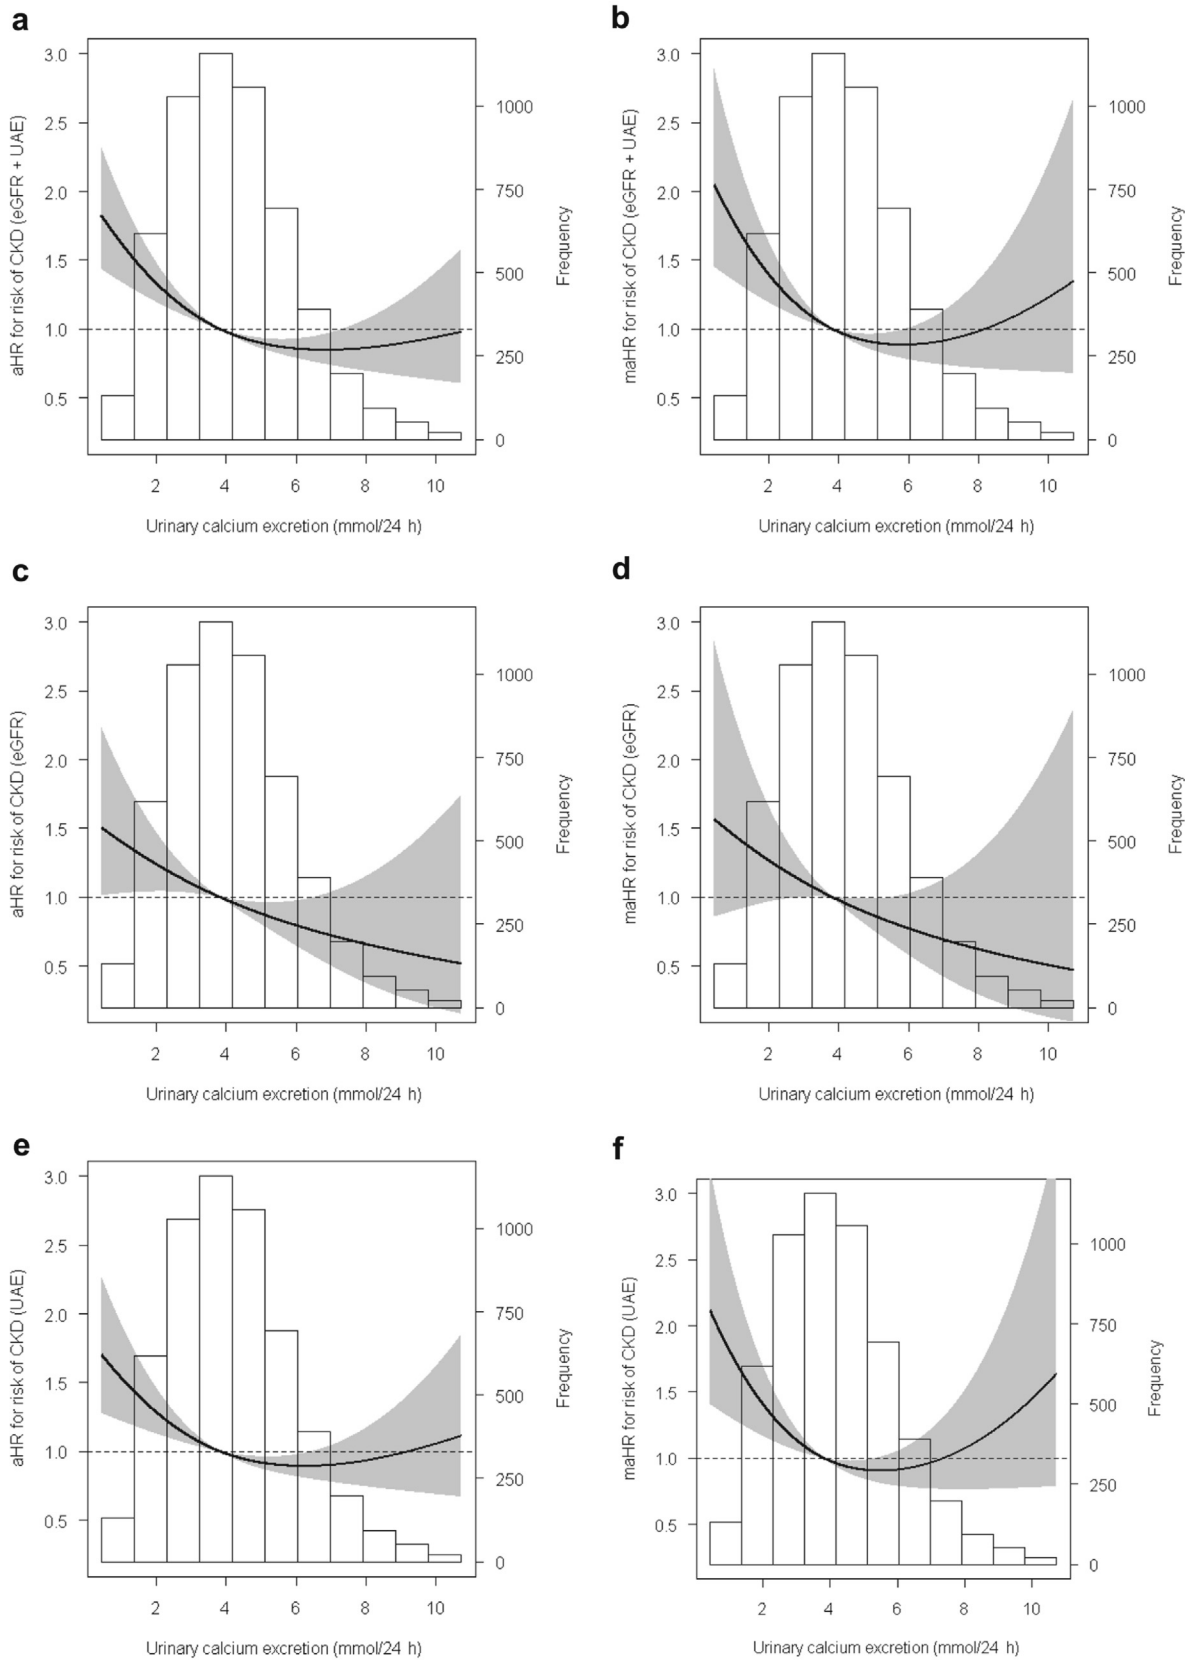 a
3.0
2.5
2.0
1.5
1.0
0.5
aHR for risk of CKD (eGFR + UAE)
1000
750
500
250
0
Frequency
2 4 6 8 10
Urinary calcium excretion (mmol/24 h)
b
3.0
2.5
2.0
1.5
1.0
0.5
maHR for risk of CKD (eGFR + UAE)
1000
750
500
250
0
Frequency
2 4 6 8 10
Urinary calcium excretion (mmol/24 h)
c
3.0
2.5
2.0
1.5
1.0
0.5
aHR for risk of CKD (eGFR)
1000
750
500
250
0
Frequency
2 4 6 8 10
Urinary calcium excretion (mmol/24 h)
d
3.0
2.5
2.0
1.5
1.0
0.5
maHR for risk of CKD (eGFR)
1000
750
500
250
0
Frequency
2 4 6 8 10
Urinary calcium excretion (mmol/24 h)
e
3.0
2.5
2.0
1.5
1.0
0.5
aHR for risk of CKD (UAE)
1000
750
500
250
0
Frequency
2 4 6 8 10
Urinary calcium excretion (mmol/24 h)
f
3.0
2.5
2.0
1.5
1.0
0.5
maHR for risk of CKD (UAE)
1000
750
500
250
0
Frequency
2 4 6 8 10
Urinary calcium excretion (mmol/24 h)